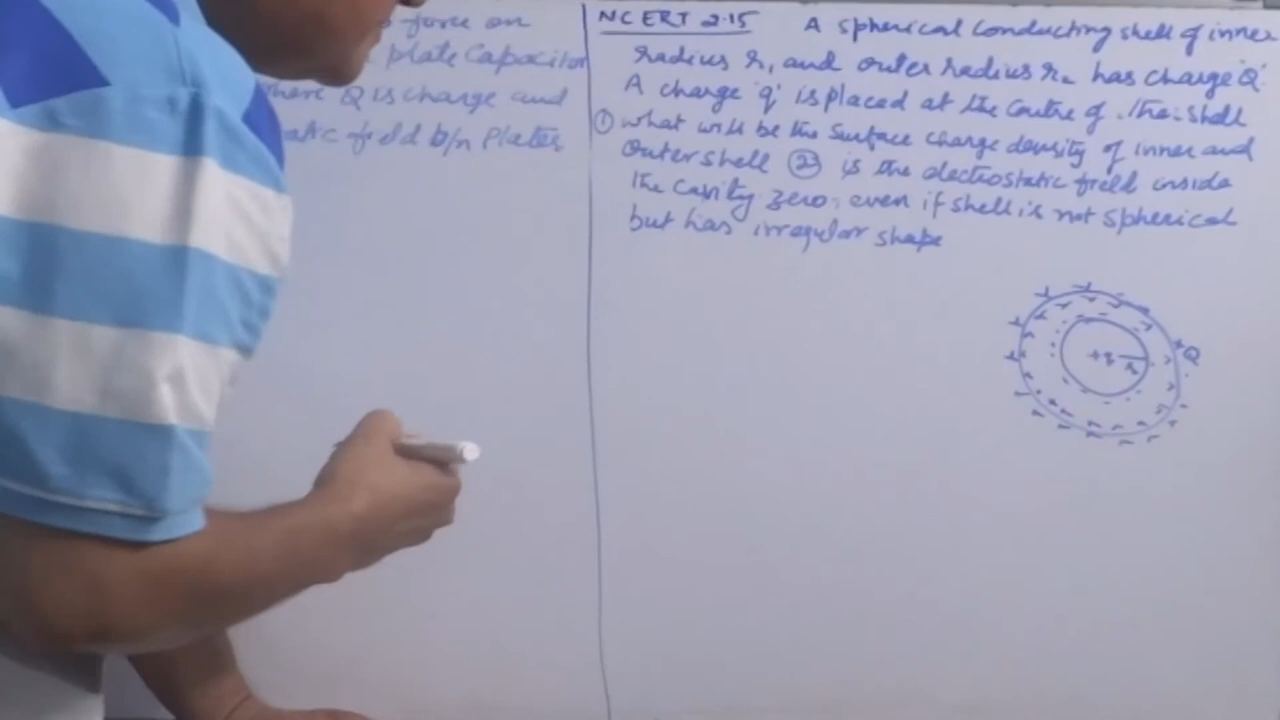 force on
plate Capacitor
where Q is charge and
field b/n Plates
NCERT 2.15 A spherical conducting shell of inner
radius r₁ and outer radius r₂ has charge 'Q'
A charge 'q' is placed at the Centre of the shell
① what will be the surface charge density of inner and
outer shell ② is the electrostatic field inside
the cavity zero, even if shell is not spherical
but has irregular shape
+q
r₁
Q